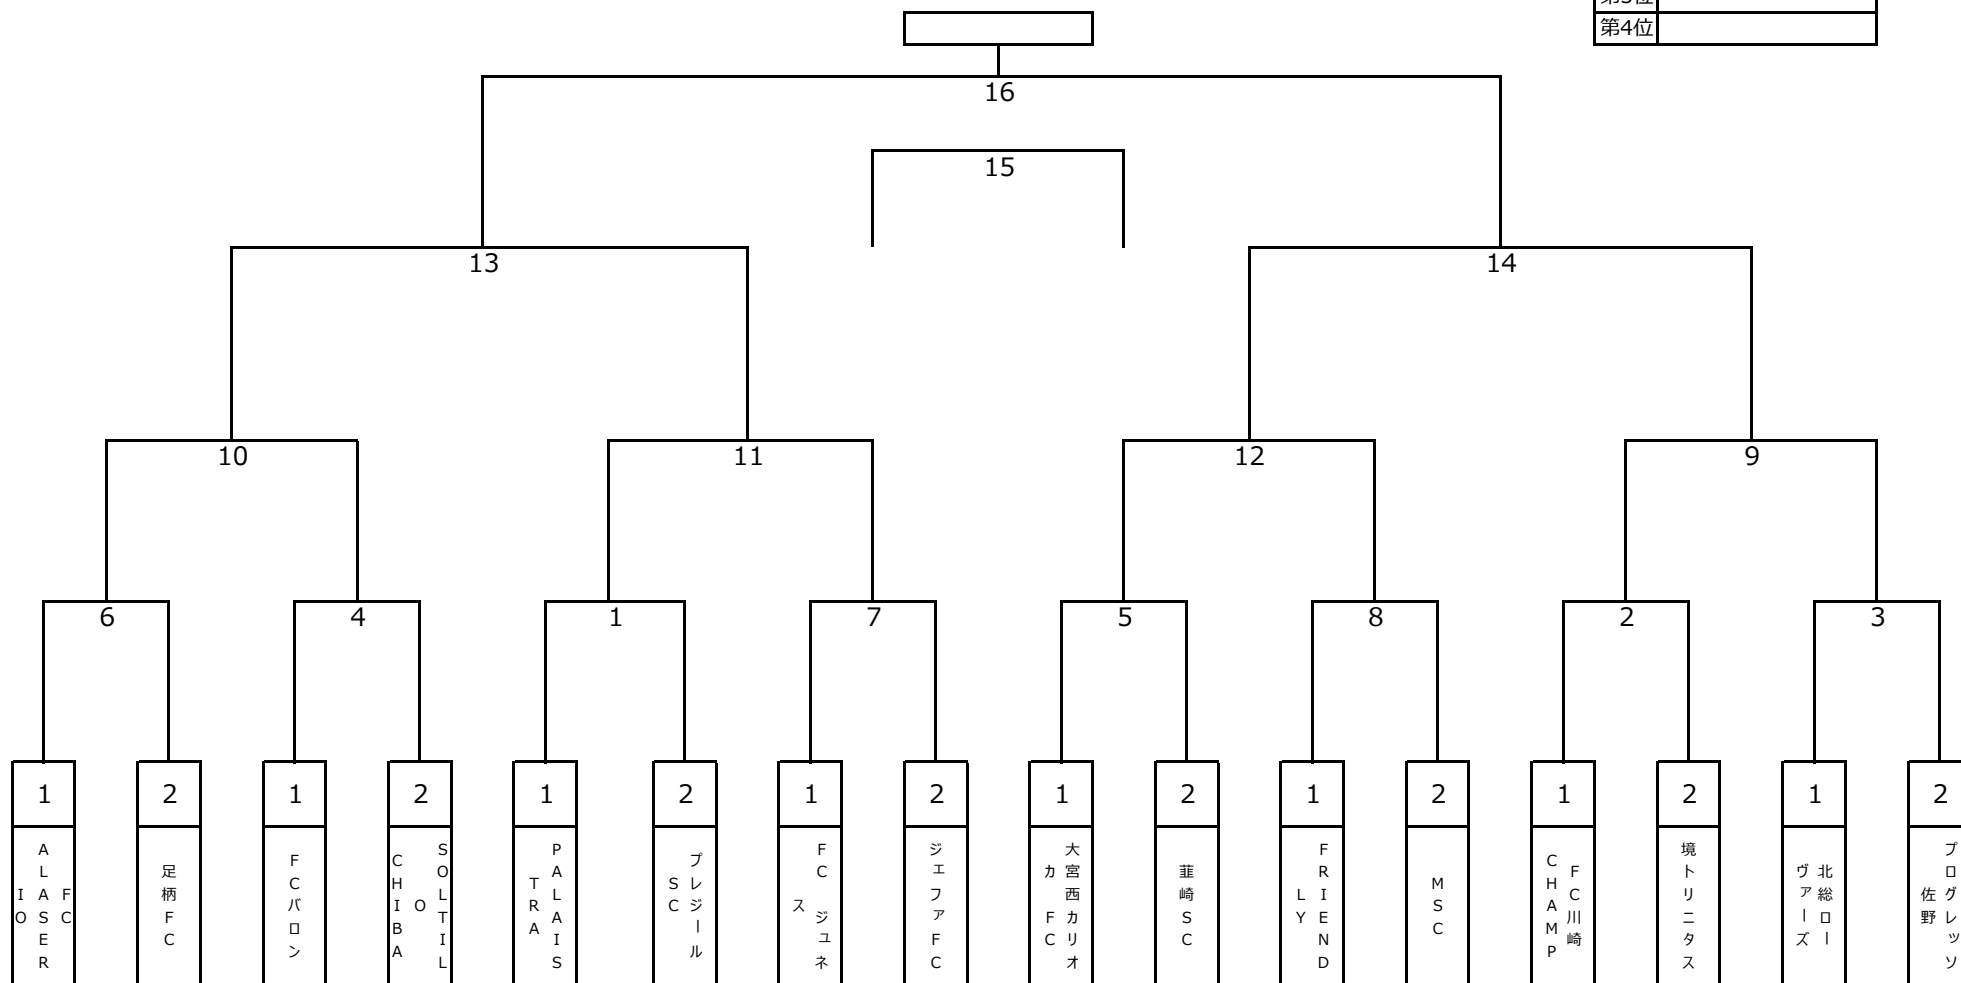 第4位
16
15
13
14
10
11
12
9
6
4
1
7
5
8
2
3
1
2
1
2
1
2
1
2
1
2
1
2
1
2
1
2
FC
ALASER
IO
足柄FC
FCバロン
SOLTIL
O
CHIBA
PALAIS
TRA
プレジール
SC
FC ジュネ
ス
ジェファFC
大宮西カリオ
カ FC
韮崎SC
FRIEND
LY
MSC
FC川崎
CHAMP
境トリニタス
北総ロー
ヴァーズ
プログレッソ
佐野